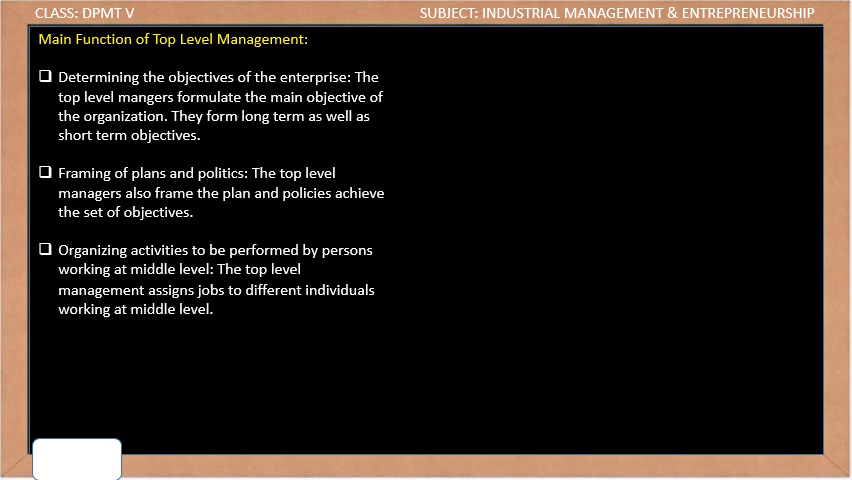 CLASS: DPMT V
SUBJECT: INDUSTRIAL MANAGEMENT & ENTREPRENEURSHIP
Main Function of Top Level Management:
❑ Determining the objectives of the enterprise: The
top level mangers formulate the main objective of
the organization. They form long term as well as
short term objectives.
❑ Framing of plans and politics: The top level
managers also frame the plan and policies achieve
the set of objectives.
❑ Organizing activities to be performed by persons
working at middle level: The top level
management assigns jobs to different individuals
working at middle level.